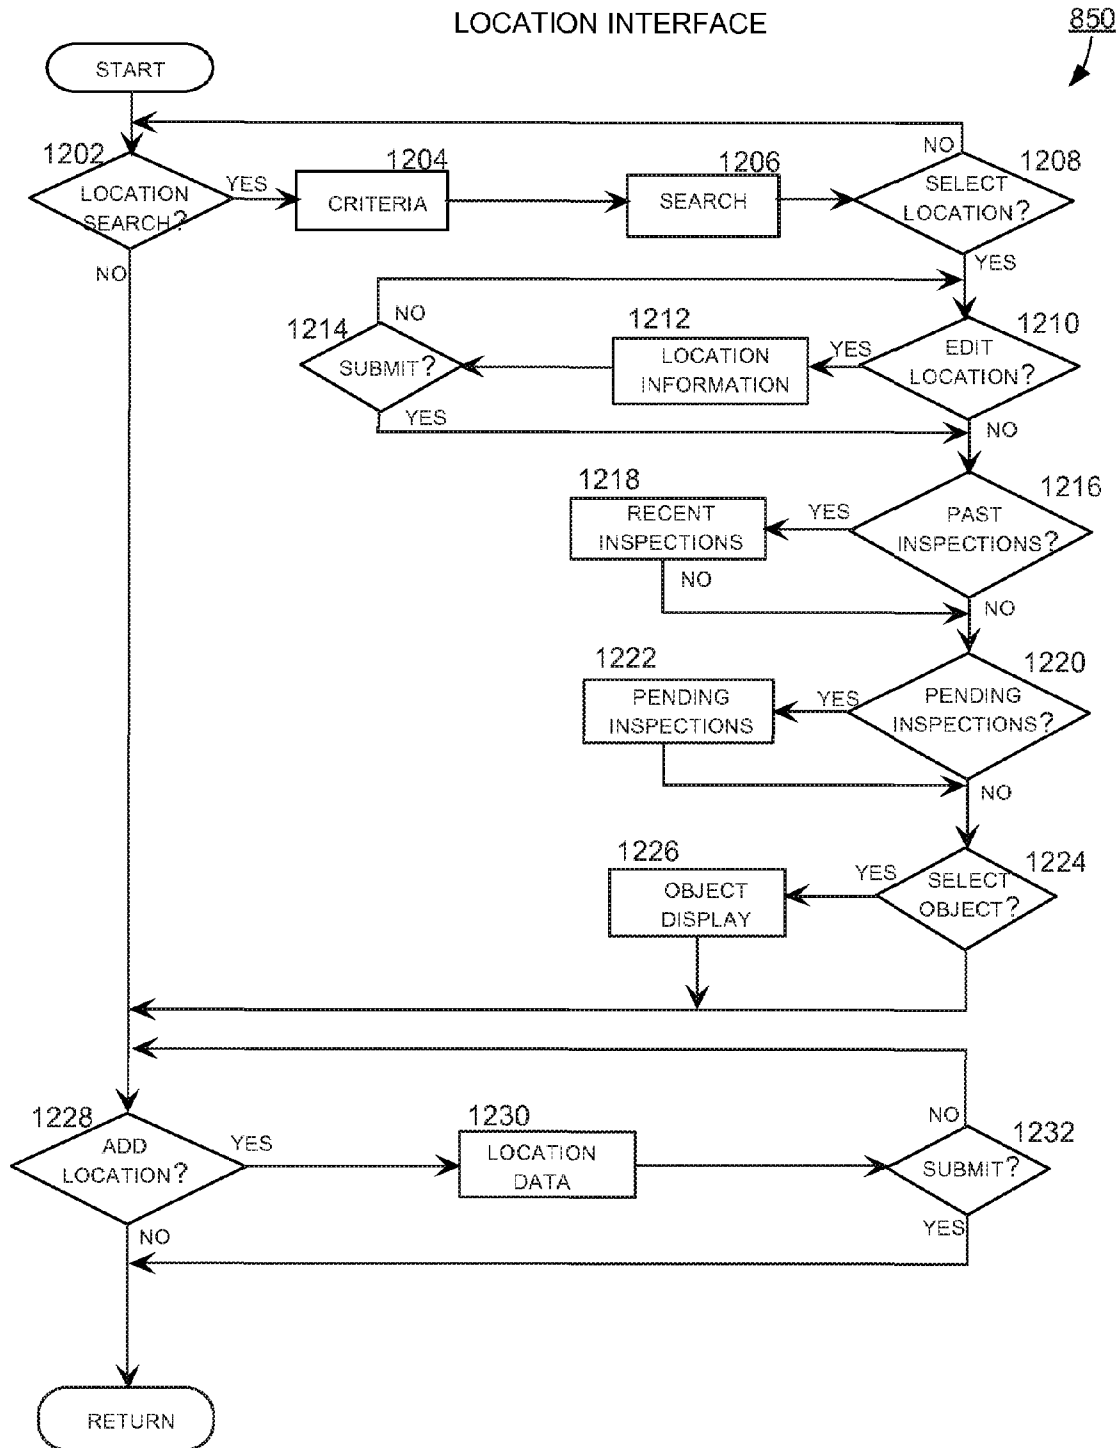 LOCATION INTERFACE
850
START
1202
LOCATION
SEARCH?
YES
NO
1204
CRITERIA
1206
SEARCH
1208
SELECT
LOCATION?
NO
YES
1210
EDIT
LOCATION?
YES
NO
1212
LOCATION
INFORMATION
1214
SUBMIT?
NO
YES
1216
PAST
INSPECTIONS?
YES
NO
1218
RECENT
INSPECTIONS
NO
1220
PENDING
INSPECTIONS?
YES
NO
1222
PENDING
INSPECTIONS
1224
SELECT
OBJECT?
YES
1226
OBJECT
DISPLAY
1228
ADD
LOCATION?
YES
NO
1230
LOCATION
DATA
1232
SUBMIT?
NO
YES
RETURN